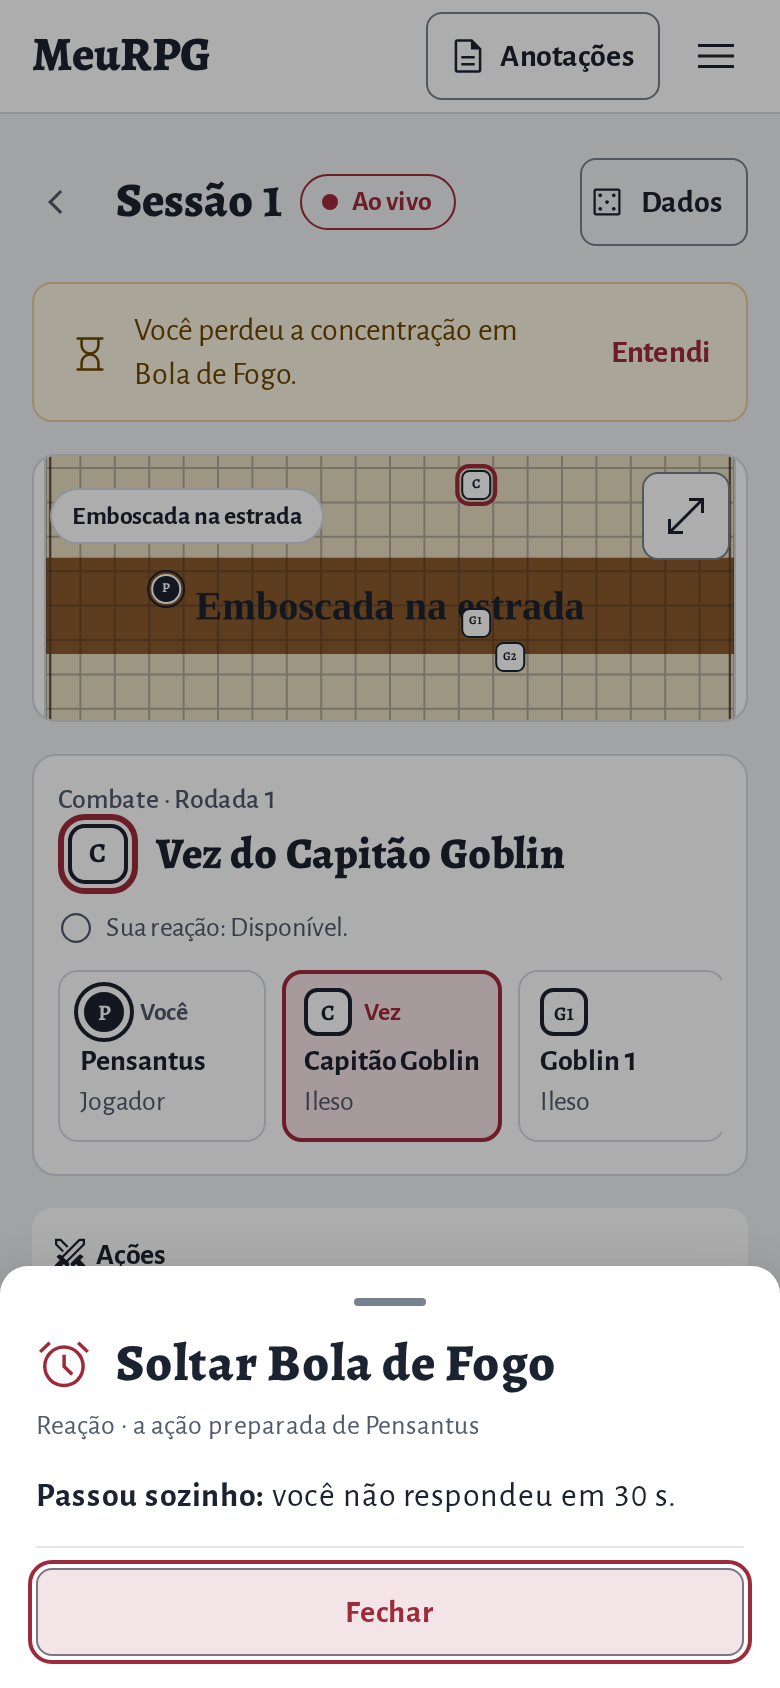 MeuRPG
Anotações
Sessão 1
Ao vivo
Dados
Você perdeu a concentração em
Bola de Fogo.
Entendi
C
Emboscada na estrada
P
Emboscada na estrada
G1
G2
Combate · Rodada 1
C
Vez do Capitão Goblin
Sua reação: Disponível.
P
Você
Pensantus
Jogador
C
Vez
Capitão Goblin
Ileso
G1
Goblin 1
Ileso
Ações
Soltar Bola de Fogo
Reação · a ação preparada de Pensantus
Passou sozinho: você não respondeu em 30 s.
Fechar